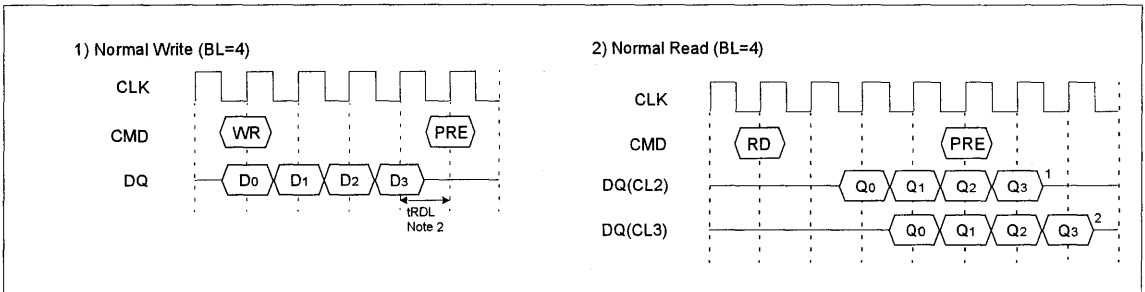 1) Normal Write (BL=4)
CLK
CMD WR PRE
DQ D0 D1 D2 D3
tRDL
Note 2
2) Normal Read (BL=4)
CLK
CMD RD PRE
DQ(CL2) Q0 Q1 Q2 Q3 1
DQ(CL3) Q0 Q1 Q2 Q3 2